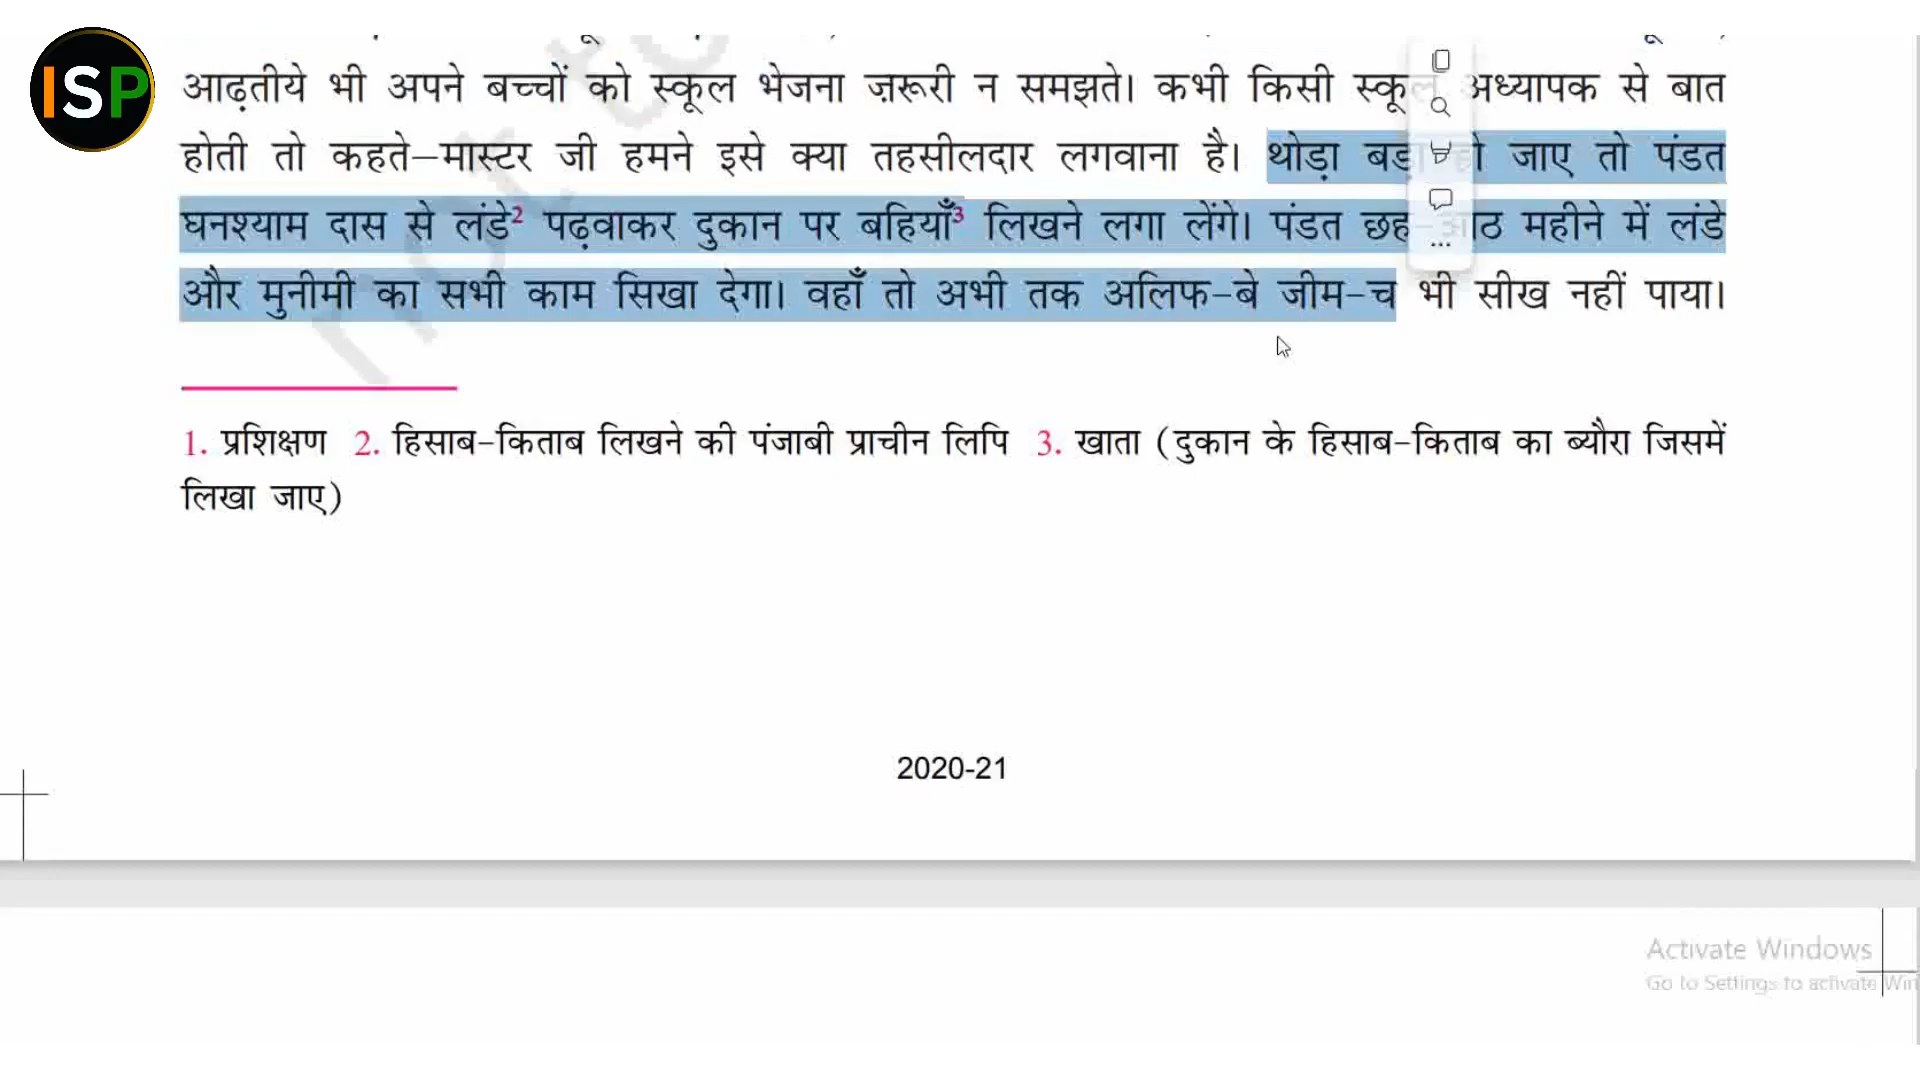 ISP
आढ़तीये भी अपने बच्चों को स्कूल भेजना ज़रूरी न समझते। कभी किसी स्कूल अध्यापक से बात
होती तो कहते—मास्टर जी हमने इसे क्या तहसीलदार लगवाना है। थोड़ा बड़ा हो जाए तो पंडत
घनश्याम दास से लंडे2 पढ़वाकर दुकान पर बहियाँ3 लिखने लगा लेंगे। पंडत छह-आठ महीने में लंडे
और मुनीमी का सभी काम सिखा देगा। वहाँ तो अभी तक अलिफ-बे जीम-च भी सीख नहीं पाया।
1. प्रशिक्षण 2. हिसाब-किताब लिखने की पंजाबी प्राचीन लिपि 3. खाता (दुकान के हिसाब-किताब का ब्यौरा जिसमें
लिखा जाए)
2020-21
Activate Windows
Go to Settings to activate Win